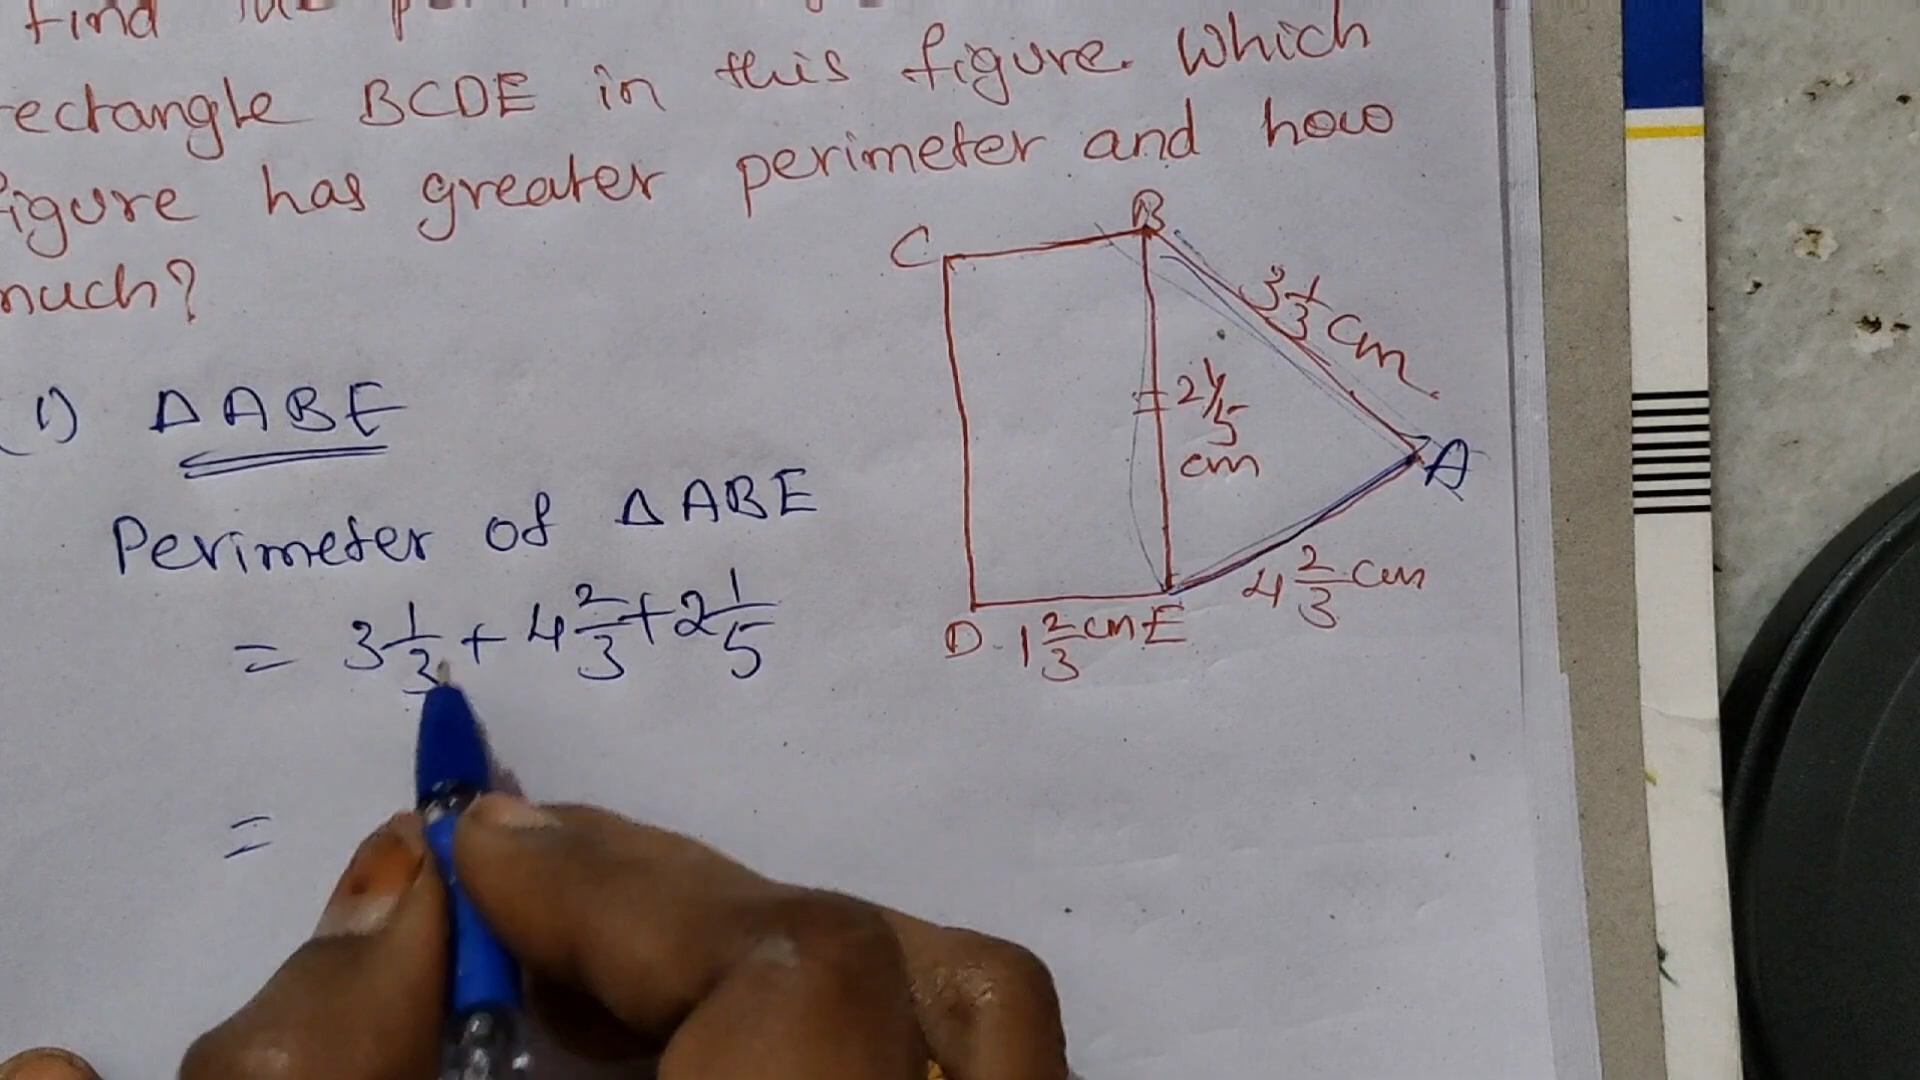 find
rectangle BCDE in this figure. Which
figure has greater perimeter and how
much?
C
B
3 1/3 cm
2 1/5
cm
A
4 2/3 cm
D. 1 2/3 cm E
(1) ΔABE
Perimeter of ΔABE
= 3 1/3 + 4 2/3 + 2 1/5
=